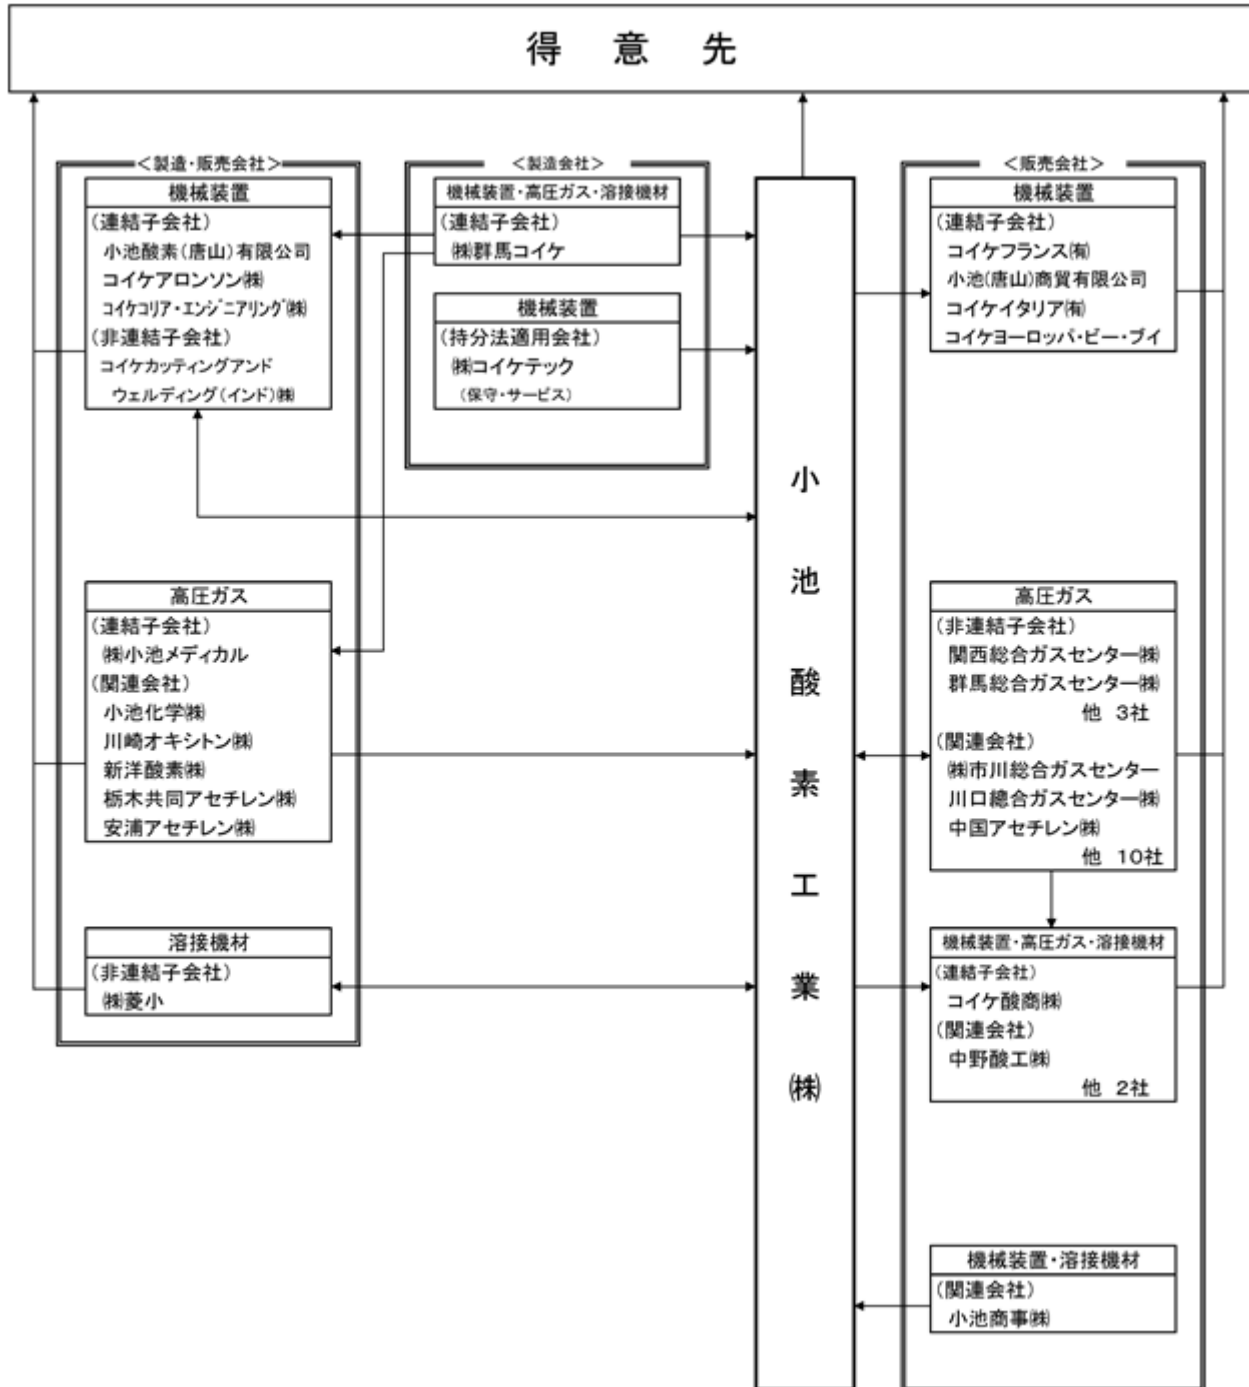 得意先
＜製造・販売会社＞
機械装置
(連結子会社)
小池酸素(唐山)有限公司
コイケアロンソン㈱
コイケコリア・エンジニアリング㈱
(非連結子会社)
コイケカッティングアンド
ウェルディング(インド)㈱
高圧ガス
(連結子会社)
㈱小池メディカル
(関連会社)
小池化学㈱
川崎オキシトン㈱
新洋酸素㈱
栃木共同アセチレン㈱
安浦アセチレン㈱
溶接機材
(非連結子会社)
㈱菱小
＜製造会社＞
機械装置・高圧ガス・溶接機材
(連結子会社)
㈱群馬コイケ
機械装置
(持分法適用会社)
㈱コイケテック
(保守・サービス)
小池酸素工業㈱
＜販売会社＞
機械装置
(連結子会社)
コイケフランス㈲
小池(唐山)商貿有限公司
コイケイタリア㈲
コイケヨーロッパ・ビー・ブイ
高圧ガス
(非連結子会社)
関西総合ガスセンター㈱
群馬総合ガスセンター㈱
他 3社
(関連会社)
㈱市川総合ガスセンター
川口總合ガスセンター㈱
中国アセチレン㈱
他 10社
機械装置・高圧ガス・溶接機材
(連結子会社)
コイケ酸商㈱
(関連会社)
中野酸工㈱
他 2社
機械装置・溶接機材
(関連会社)
小池商事㈱